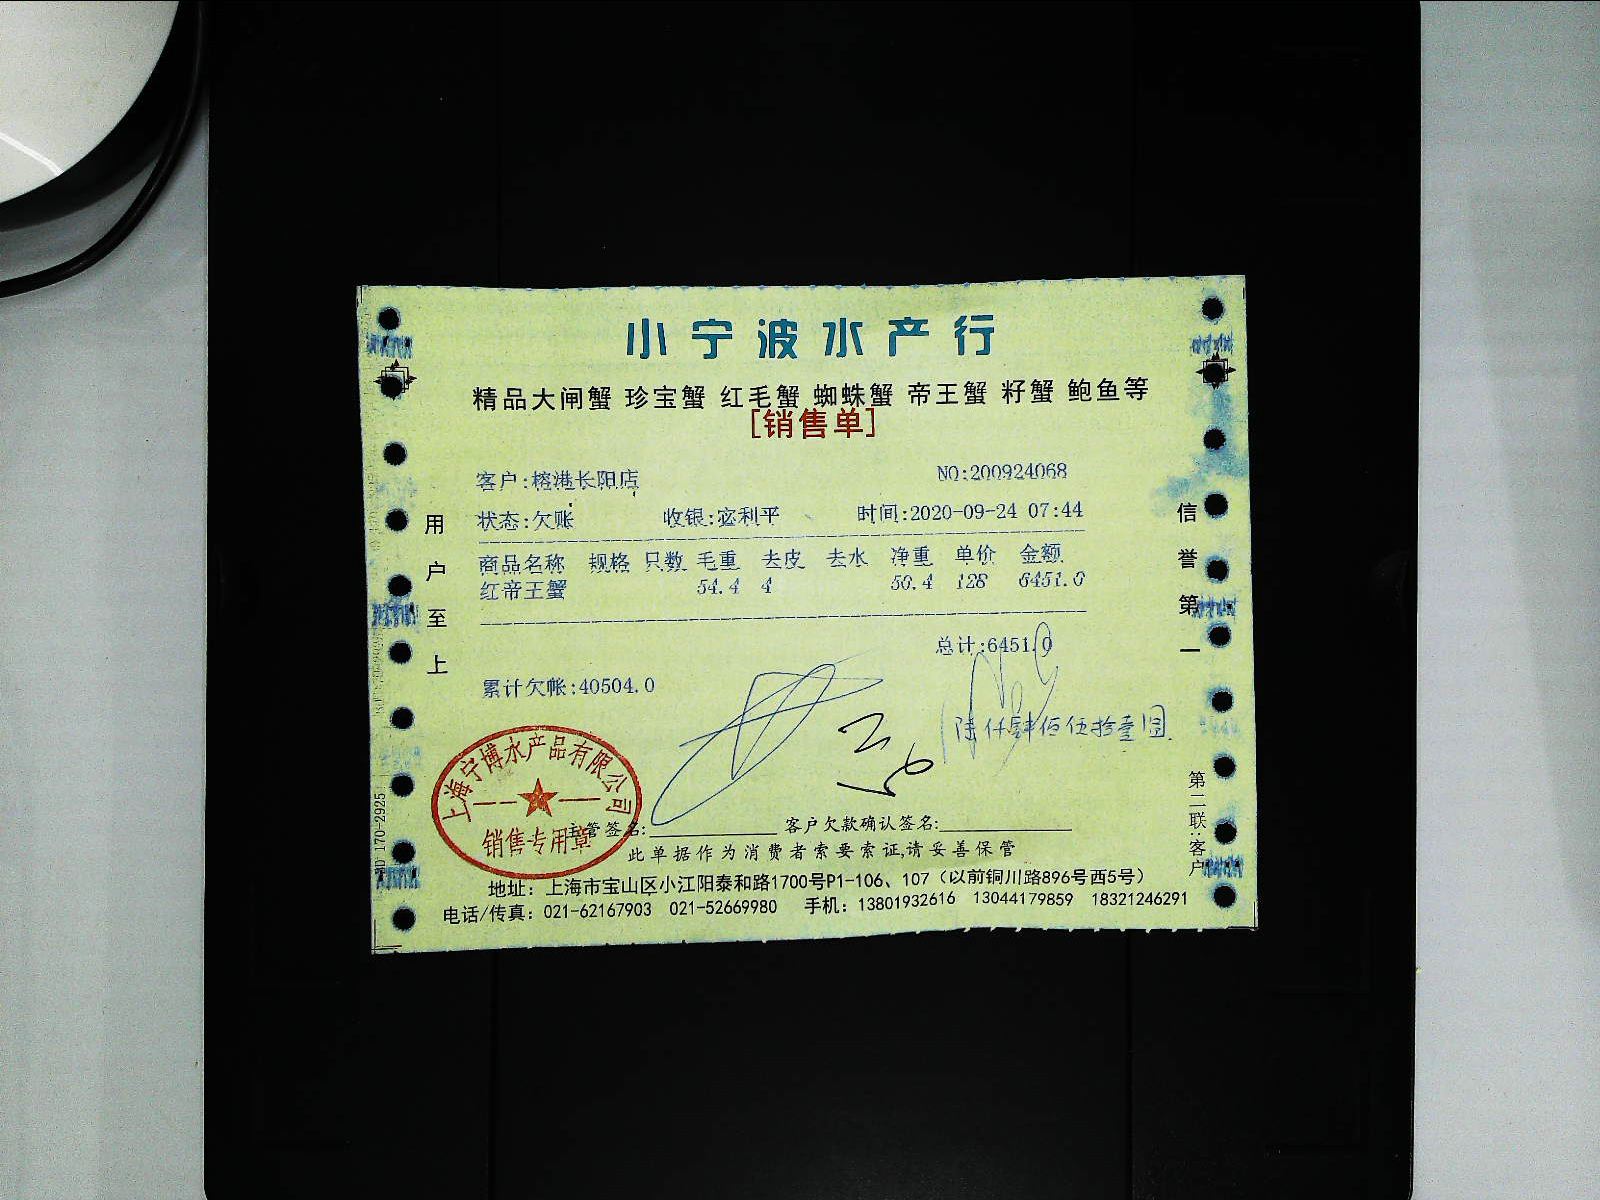 小宁波水产行
精品大闸蟹 珍宝蟹 红毛蟹 蜘蛛蟹 帝王蟹 籽蟹 鲍鱼等
[销售单]
客户:榕港长阳店 NO:200924068
状态:欠账 收银:宓利平 时间:2020-09-24 07:44
商品名称 规格 只数 毛重 去皮 去水 净重 单价 金额
红帝王蟹 54.4 4 50.4 128 6451.0
总计:6451.0
累计欠帐:40504.0
陆仟肆佰伍拾壹圆
上海宁博水产品有限公司
销售专用章
主管签名: 客户欠款确认签名:
此单据作为消费者索要索证,请妥善保管
地址：上海市宝山区小江阳泰和路1700号P1-106、107（以前铜川路896号西5号）
电话/传真：021-62167903 021-52669980 手机：13801932616 13044179859 18321246291
用户至上
信誉第一
第二联:客户
170-2925